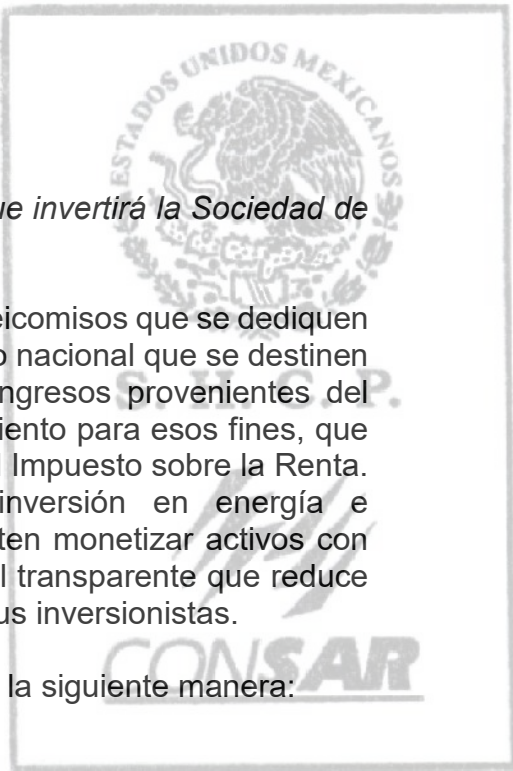 ESTADOS UNIDOS MEXICANOS
ue invertirá la Sociedad de
eicomisos que se dediquen
o nacional que se destinen
ngresos provenientes del
S. H. C. P.
iento para esos fines, que
l Impuesto sobre la Renta.
inversión en energía e
ten monetizar activos con
l transparente que reduce
us inversionistas.
CONSAR
la siguiente manera: